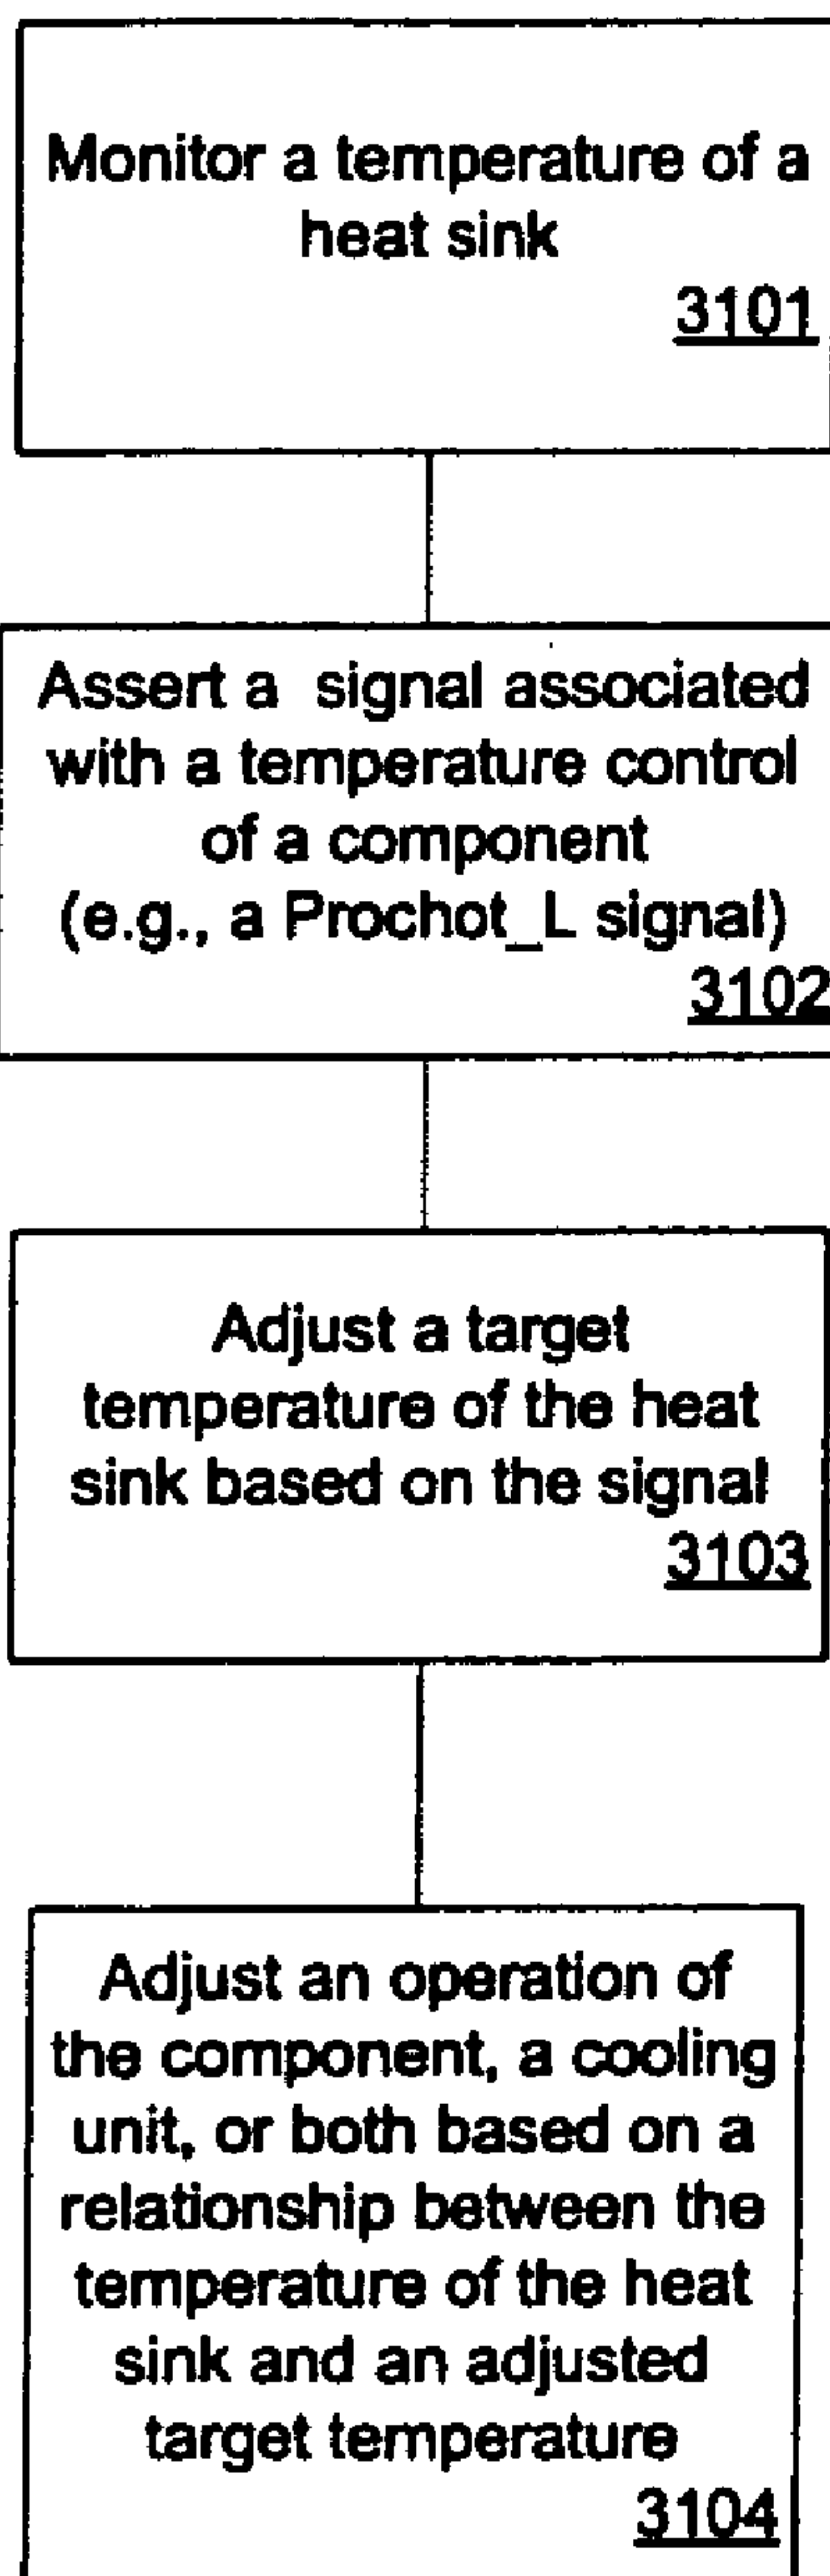 Monitor a temperature of a
heat sink
3101
Assert a signal associated
with a temperature control
of a component
(e.g., a Prochot_L signal)
3102
Adjust a target
temperature of the heat
sink based on the signal
3103
Adjust an operation of
the component, a cooling
unit, or both based on a
relationship between the
temperature of the heat
sink and an adjusted
target temperature
3104